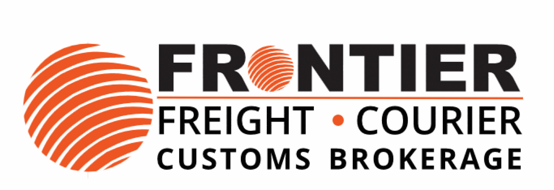 FRONTIER
FREIGHT • COURIER
CUSTOMS BROKERAGE